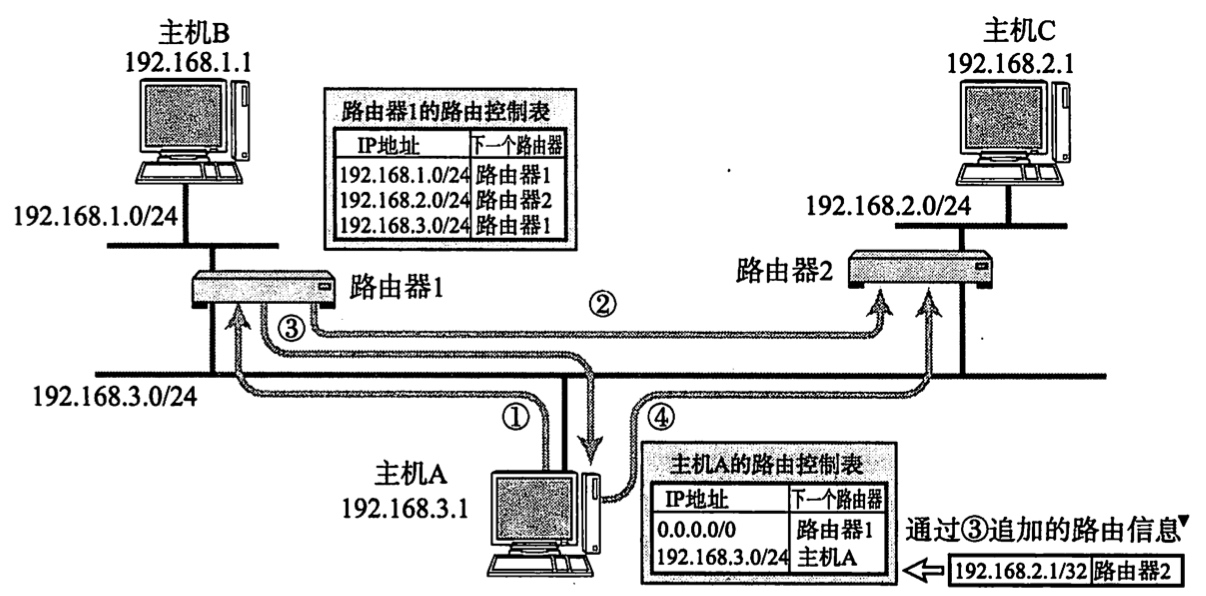 主机B
192.168.1.1
主机C
192.168.2.1
路由器1的路由控制表
IP地址 下一个路由器
192.168.1.0/24 路由器1
192.168.2.0/24 路由器2
192.168.3.0/24 路由器1
192.168.1.0/24
192.168.2.0/24
路由器1
路由器2
②
③
192.168.3.0/24
①
④
主机A
192.168.3.1
主机A的路由控制表
IP地址 下一个路由器
0.0.0.0/0 路由器1
192.168.3.0/24 主机A
通过③追加的路由信息▼
192.168.2.1/32 路由器2